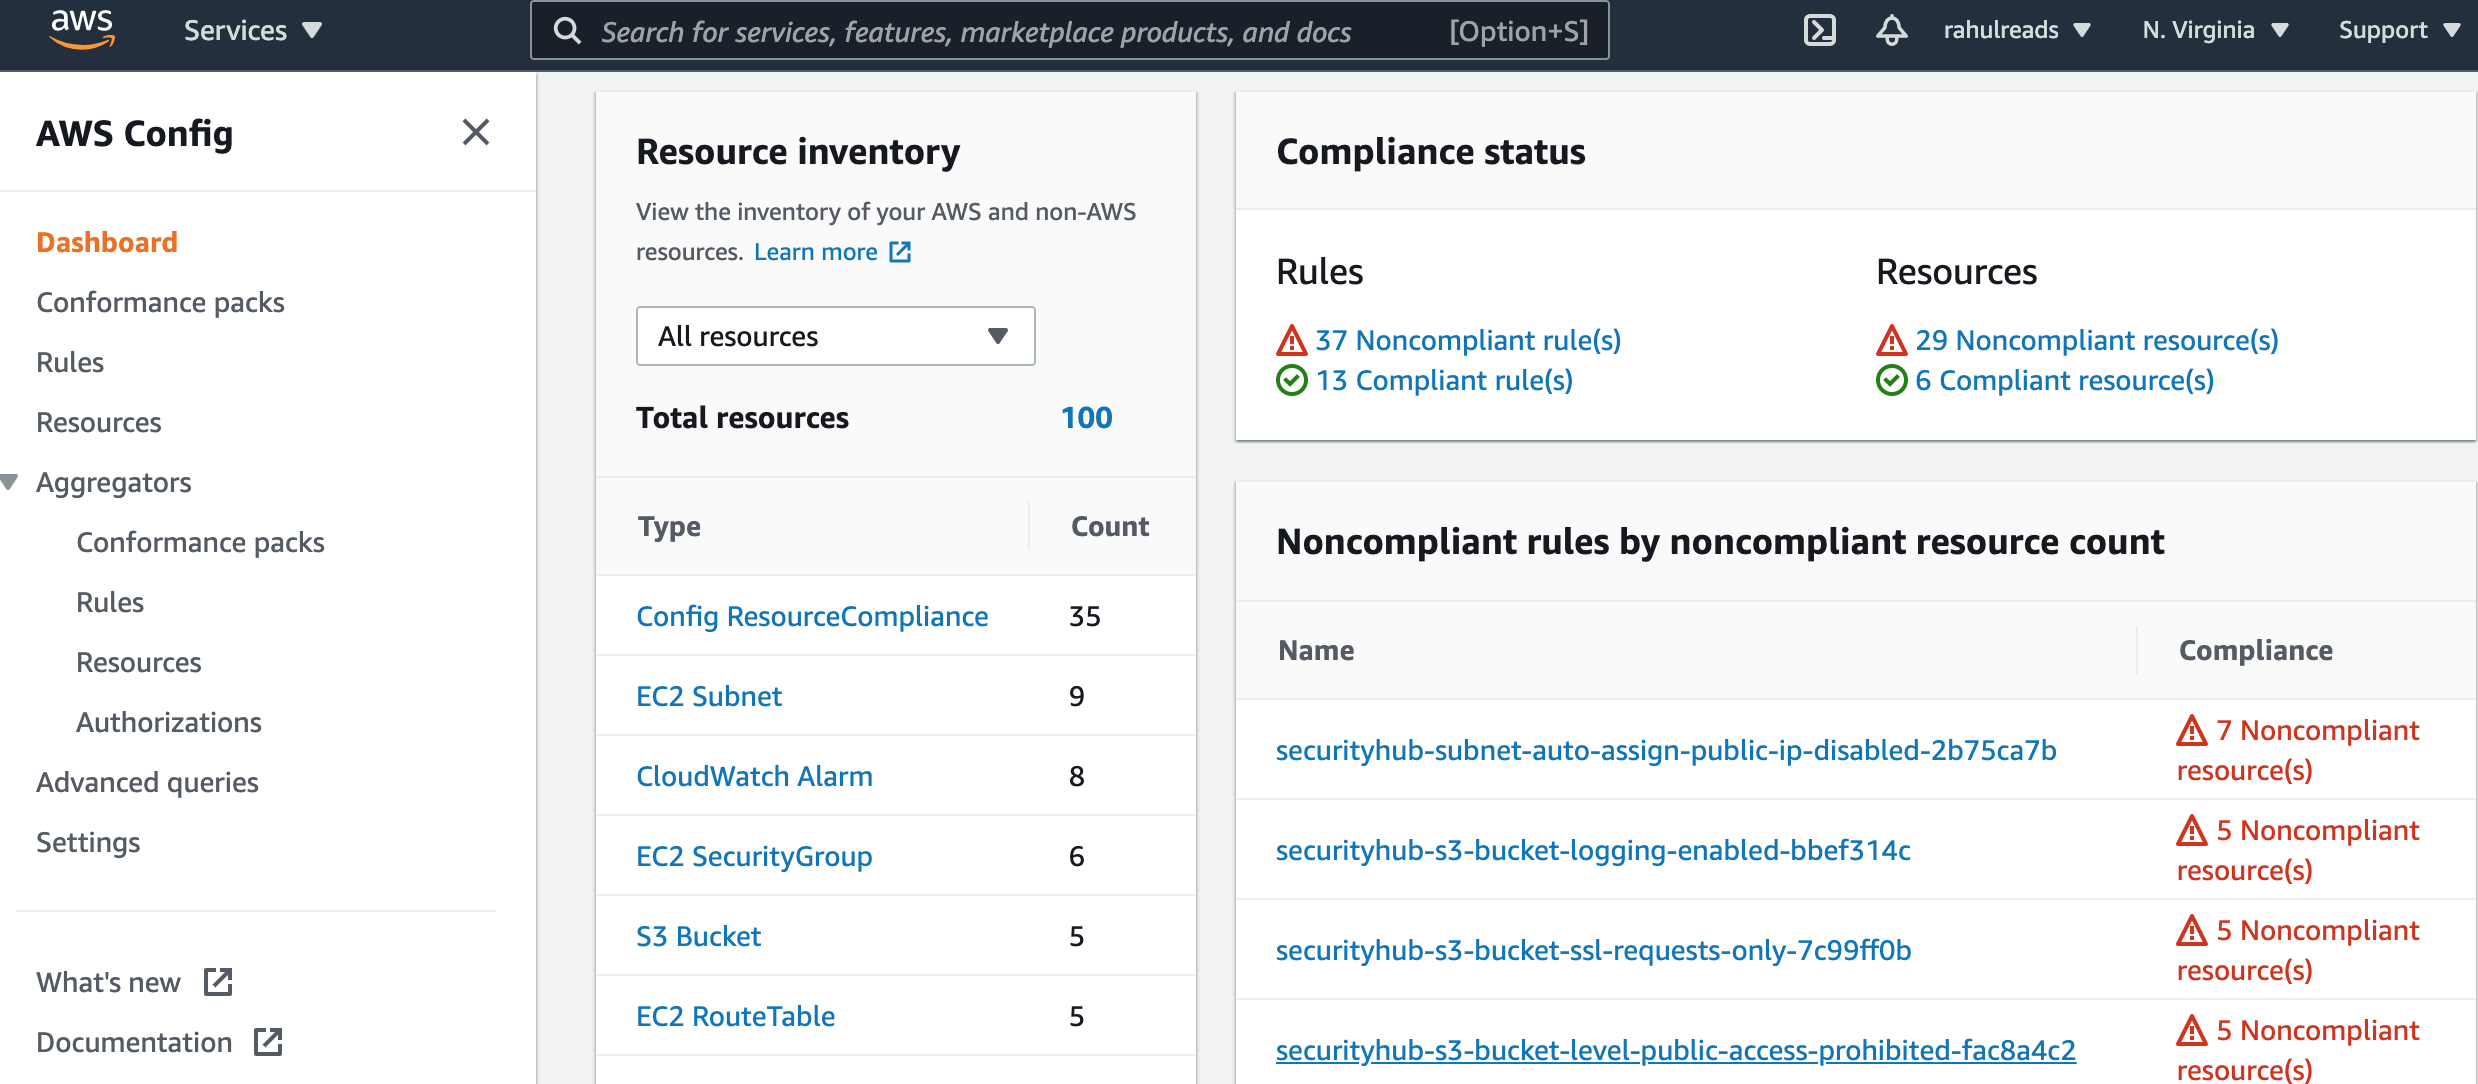 aws
Services
Search for services, features, marketplace products, and docs [Option+S]
rahulreads
N. Virginia
Support
AWS Config
Dashboard
Conformance packs
Rules
Resources
Aggregators
Conformance packs
Rules
Resources
Authorizations
Advanced queries
Settings
What's new
Documentation
Resource inventory
View the inventory of your AWS and non-AWS
resources. Learn more
All resources
Total resources 100
Type Count
Config ResourceCompliance 35
EC2 Subnet 9
CloudWatch Alarm 8
EC2 SecurityGroup 6
S3 Bucket 5
EC2 RouteTable 5
Compliance status
Rules
37 Noncompliant rule(s)
13 Compliant rule(s)
Resources
29 Noncompliant resource(s)
6 Compliant resource(s)
Noncompliant rules by noncompliant resource count
Name Compliance
securityhub-subnet-auto-assign-public-ip-disabled-2b75ca7b
7 Noncompliant
resource(s)
securityhub-s3-bucket-logging-enabled-bbef314c
5 Noncompliant
resource(s)
securityhub-s3-bucket-ssl-requests-only-7c99ff0b
5 Noncompliant
resource(s)
securityhub-s3-bucket-level-public-access-prohibited-fac8a4c2
5 Noncompliant
resource(s)